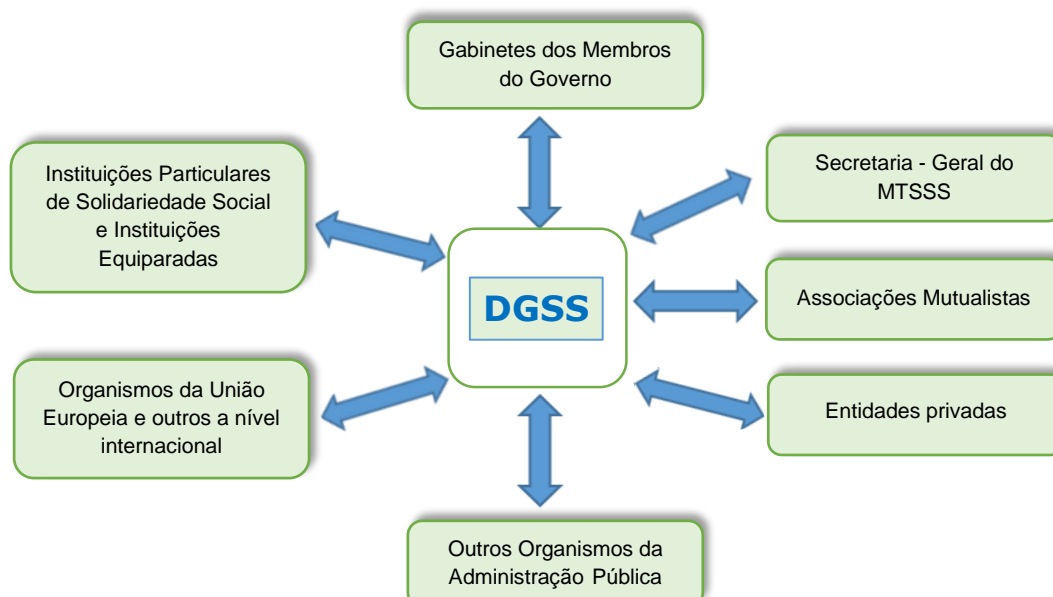 Gabinetes dos Membros
do Governo
Instituições Particulares
de Solidariedade Social
e Instituições
Equiparadas
Secretaria - Geral do
MTSSS
DGSS
Associações Mutualistas
Organismos da União
Europeia e outros a nível
internacional
Entidades privadas
Outros Organismos da
Administração Pública